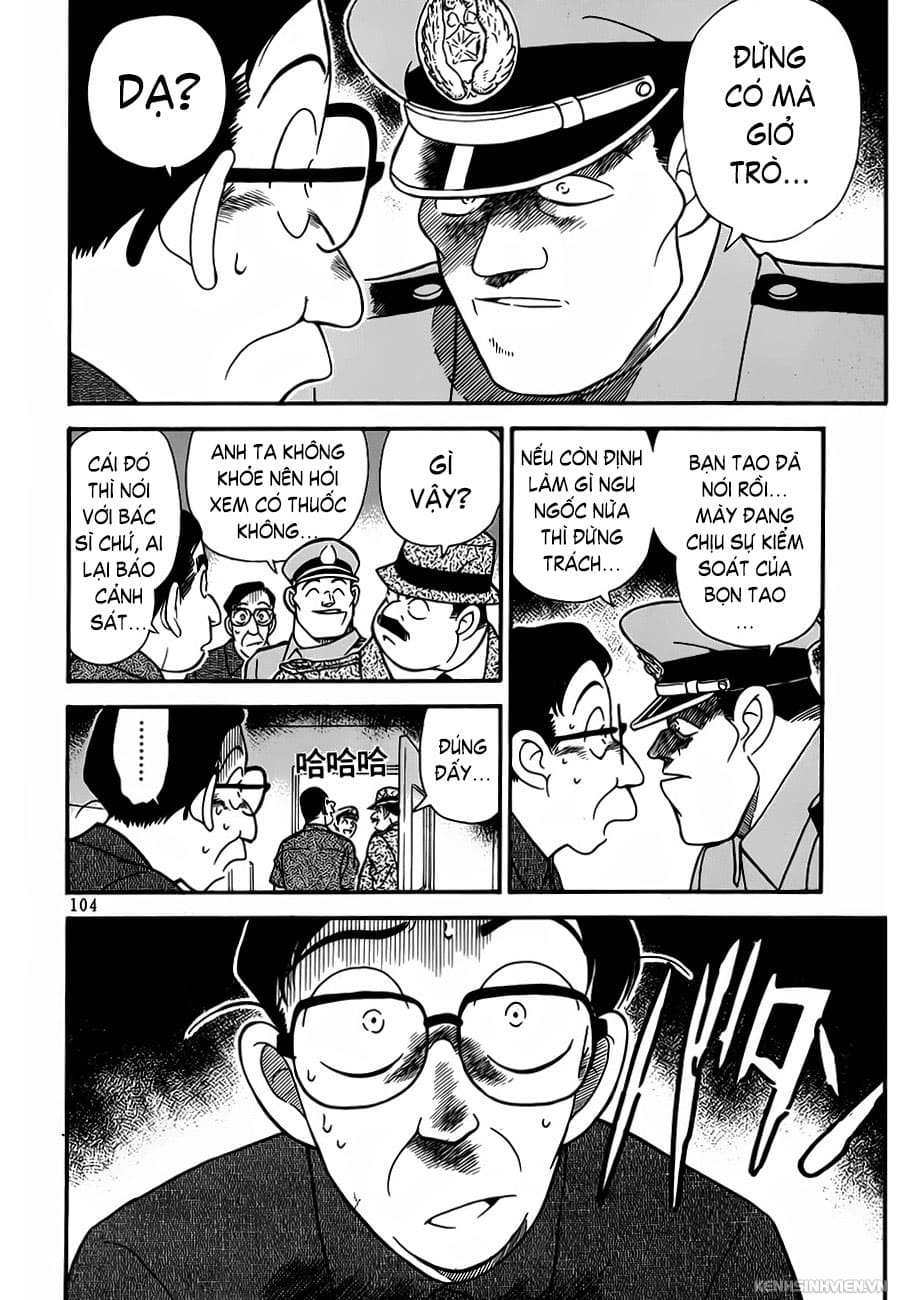 ĐỪNG
CÓ MÀ
GIỞ
TRÒ...
DẠ?
BẠN TAO ĐÃ
NÓI RỒI...
MÀY ĐANG
CHỊU SỰ KIỂM
SOÁT CỦA
BỌN TAO
...
NẾU CÒN ĐỊNH
LÀM GÌ NGU
NGỐC NỮA
THÌ ĐỪNG
TRÁCH...
GÌ
VẬY?
ANH TA KHÔNG
KHỎE NÊN HỎI
XEM CÓ THUỐC
KHÔNG...
CÁI ĐÓ
THÌ NÓI
VỚI BÁC
SĨ CHỨ, AI
LẠI BÁO
CẢNH
SÁT...
ĐÚNG
ĐẤY...
哈哈哈
........
104
KENHSINHVIEN.VN